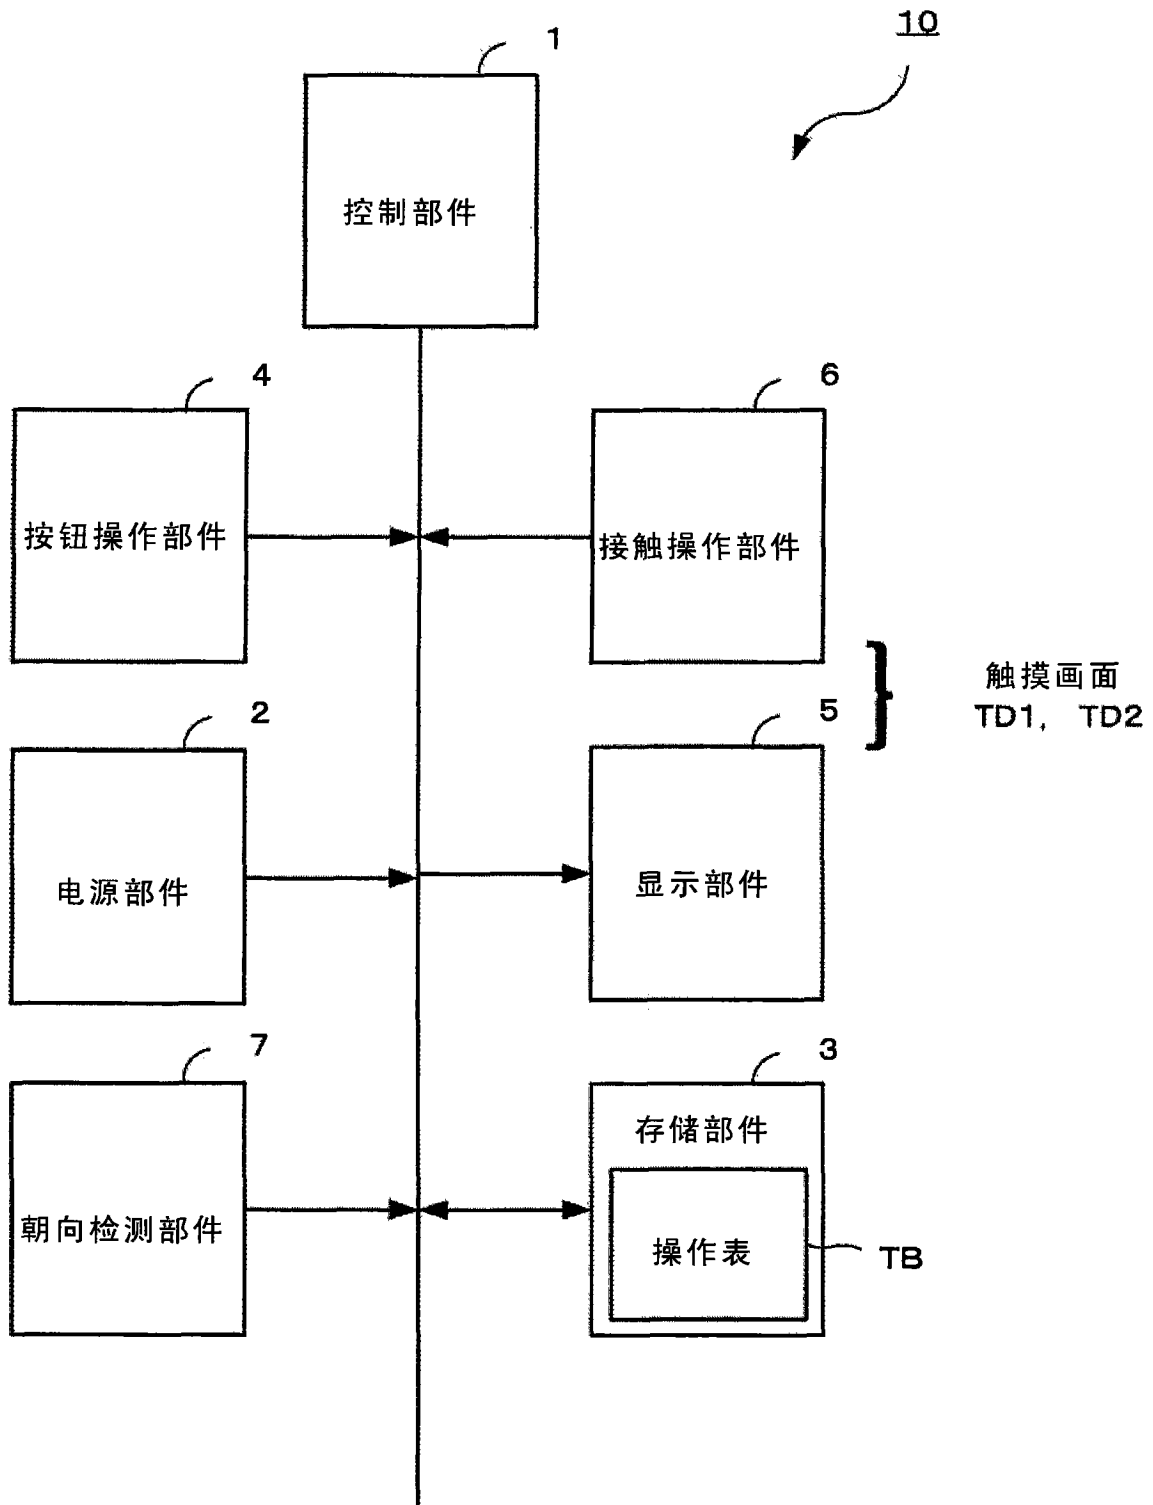 10
1
控制部件
4
按钮操作部件
6
接触操作部件
触摸画面
TD1, TD2
2
电源部件
5
显示部件
7
朝向检测部件
3
存储部件
操作表
TB